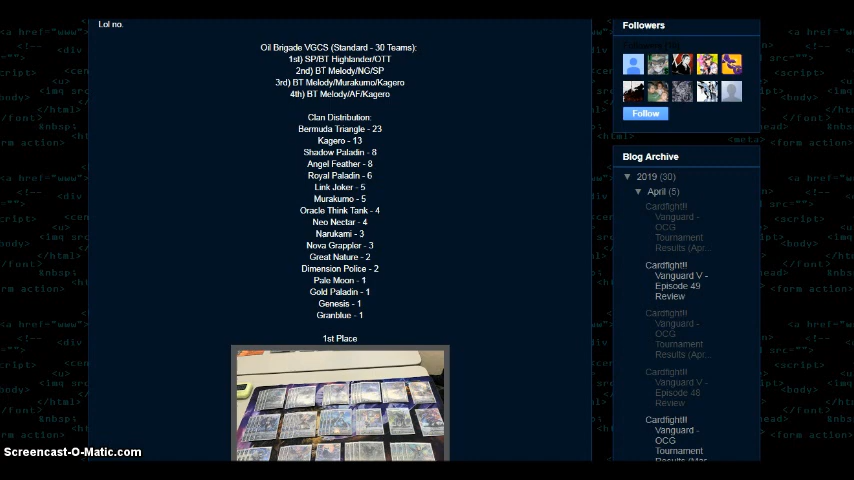 Lol no.
Oil Brigade VGCS (Standard - 30 Teams):
1st) SP/BT Highlander/OTT
2nd) BT Melody/NG/SP
3rd) BT Melody/Murakumo/Kagero
4th) BT Melody/AF/Kagero
Clan Distribution:
Bermuda Triangle - 23
Kagero - 13
Shadow Paladin - 8
Angel Feather - 8
Royal Paladin - 6
Link Joker - 5
Murakumo - 5
Oracle Think Tank - 4
Neo Nectar - 4
Narukami - 3
Nova Grappler - 3
Great Nature - 2
Dimension Police - 2
Pale Moon - 1
Gold Paladin - 1
Genesis - 1
Granblue - 1
1st Place
Followers
Follow
Blog Archive
▼ 2019 (30)
▼ April (5)
Cardfight!!
Vanguard -
OCG
Tournament
Results (Apr...
Cardfight!!
Vanguard V -
Episode 49
Review
Cardfight!!
Vanguard -
OCG
Tournament
Results (Apr...
Cardfight!!
Vanguard V -
Episode 48
Review
Cardfight!!
Vanguard -
OCG
Tournament
Screencast-O-Matic.com